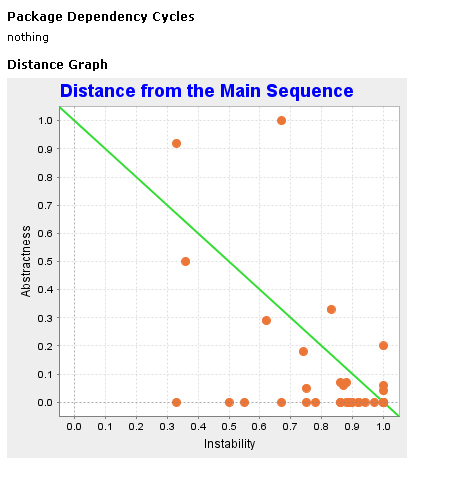 Package Dependency Cycles
nothing
Distance Graph
Distance from the Main Sequence
1.0
0.9
0.8
0.7
0.6
0.5
0.4
0.3
0.2
0.1
0.0
Abstractness
0.0 0.1 0.2 0.3 0.4 0.5 0.6 0.7 0.8 0.9 1.0
Instability